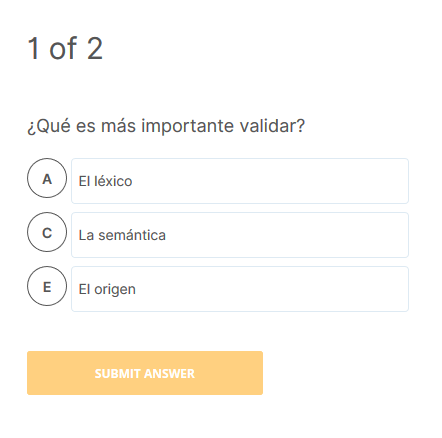 1 of 2
¿Qué es más importante validar?
A El léxico
C La semántica
E El origen
SUBMIT ANSWER